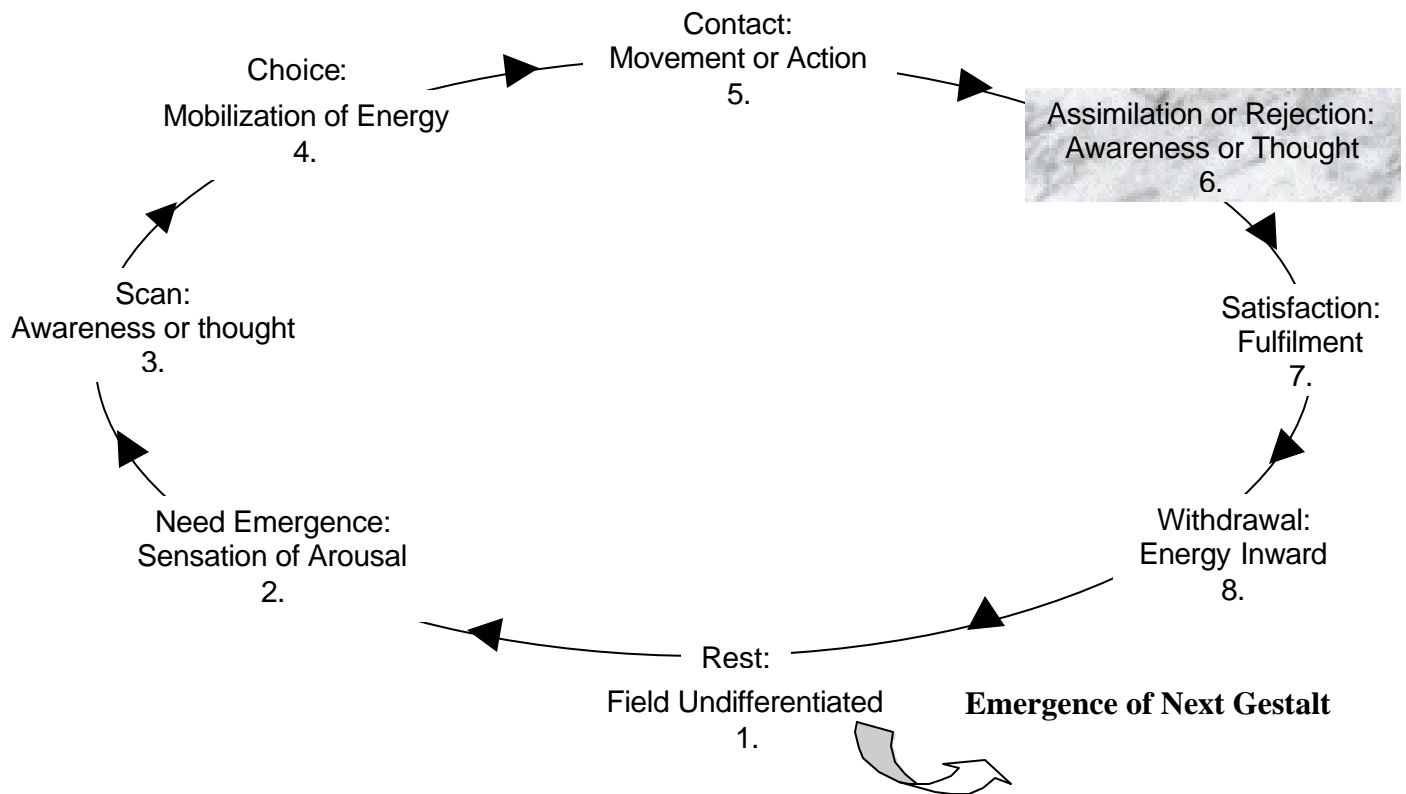 Contact:
Movement or Action
5.
Choice:
Mobilization of Energy
4.
Assimilation or Rejection:
Awareness or Thought
6.
Scan:
Awareness or thought
3.
Satisfaction:
Fulfilment
7.
Need Emergence:
Sensation of Arousal
2.
Withdrawal:
Energy Inward
8.
Rest:
Field Undifferentiated
1.
Emergence of Next Gestalt